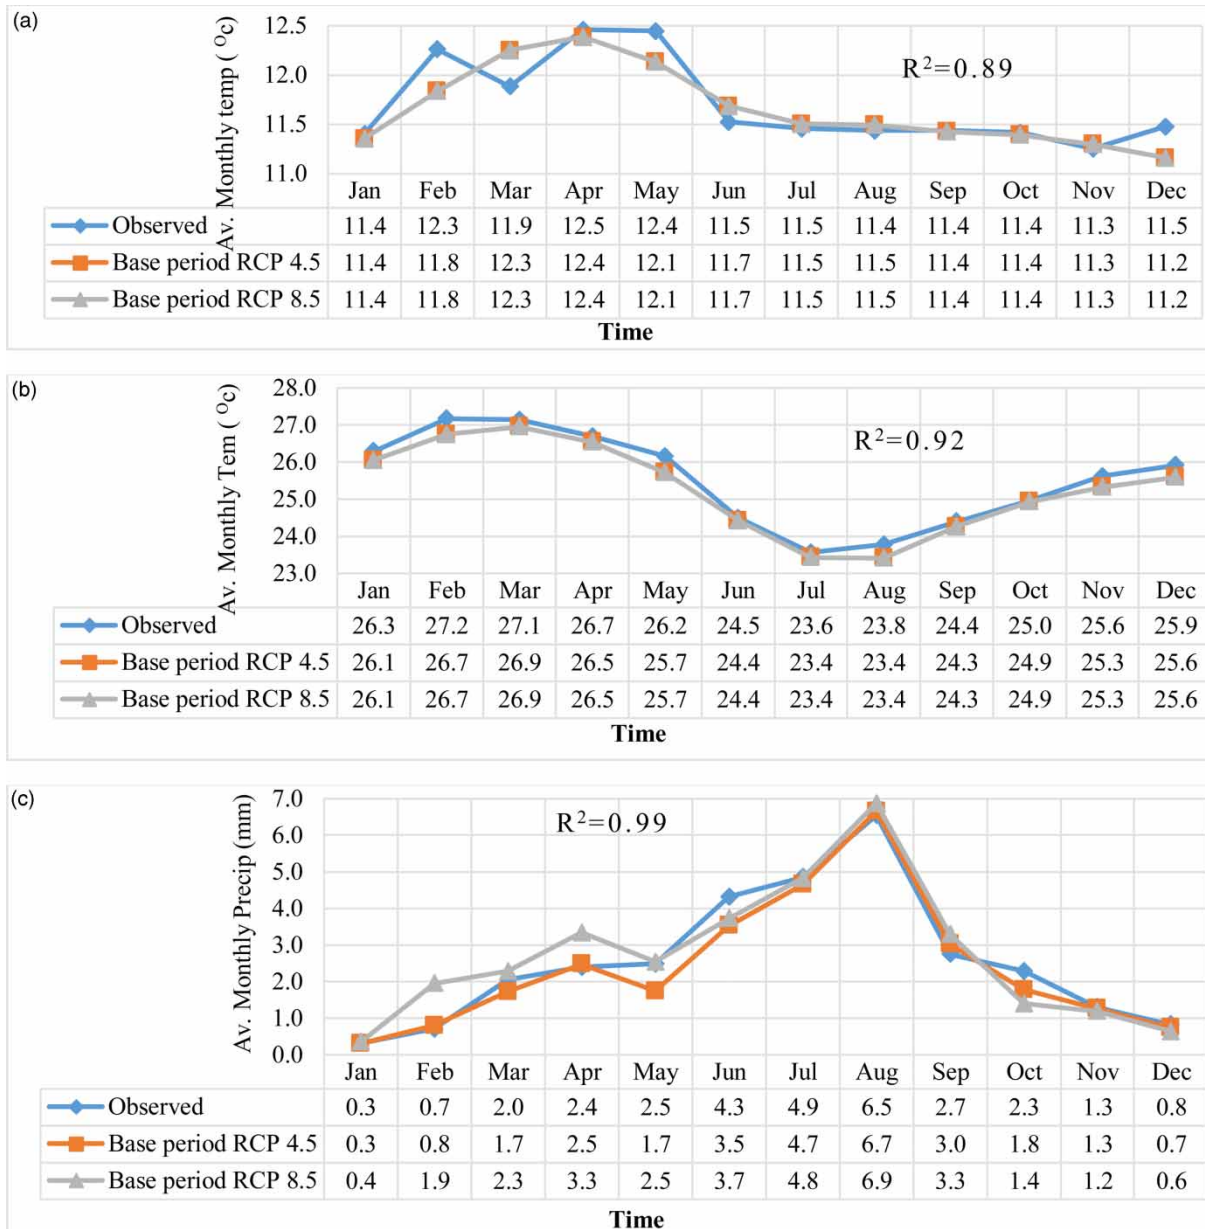 (a)
Av. Monthly temp ( ⁰c)
12.5
12.0
11.5
11.0
R²=0.89
Jan Feb Mar Apr May Jun Jul Aug Sep Oct Nov Dec
Observed 11.4 12.3 11.9 12.5 12.4 11.5 11.5 11.4 11.4 11.4 11.3 11.5
Base period RCP 4.5 11.4 11.8 12.3 12.4 12.1 11.7 11.5 11.5 11.4 11.4 11.3 11.2
Base period RCP 8.5 11.4 11.8 12.3 12.4 12.1 11.7 11.5 11.5 11.4 11.4 11.3 11.2
Time
(b)
Av. Monthly Tem ( ⁰c)
28.0
27.0
26.0
25.0
24.0
23.0
R²=0.92
Jan Feb Mar Apr May Jun Jul Aug Sep Oct Nov Dec
Observed 26.3 27.2 27.1 26.7 26.2 24.5 23.6 23.8 24.4 25.0 25.6 25.9
Base period RCP 4.5 26.1 26.7 26.9 26.5 25.7 24.4 23.4 23.4 24.3 24.9 25.3 25.6
Base period RCP 8.5 26.1 26.7 26.9 26.5 25.7 24.4 23.4 23.4 24.3 24.9 25.3 25.6
Time
(c)
Av. Monthly Precip (mm)
7.0
6.0
5.0
4.0
3.0
2.0
1.0
0.0
R²=0.99
Jan Feb Mar Apr May Jun Jul Aug Sep Oct Nov Dec
Observed 0.3 0.7 2.0 2.4 2.5 4.3 4.9 6.5 2.7 2.3 1.3 0.8
Base period RCP 4.5 0.3 0.8 1.7 2.5 1.7 3.5 4.7 6.7 3.0 1.8 1.3 0.7
Base period RCP 8.5 0.4 1.9 2.3 3.3 2.5 3.7 4.8 6.9 3.3 1.4 1.2 0.6
Time